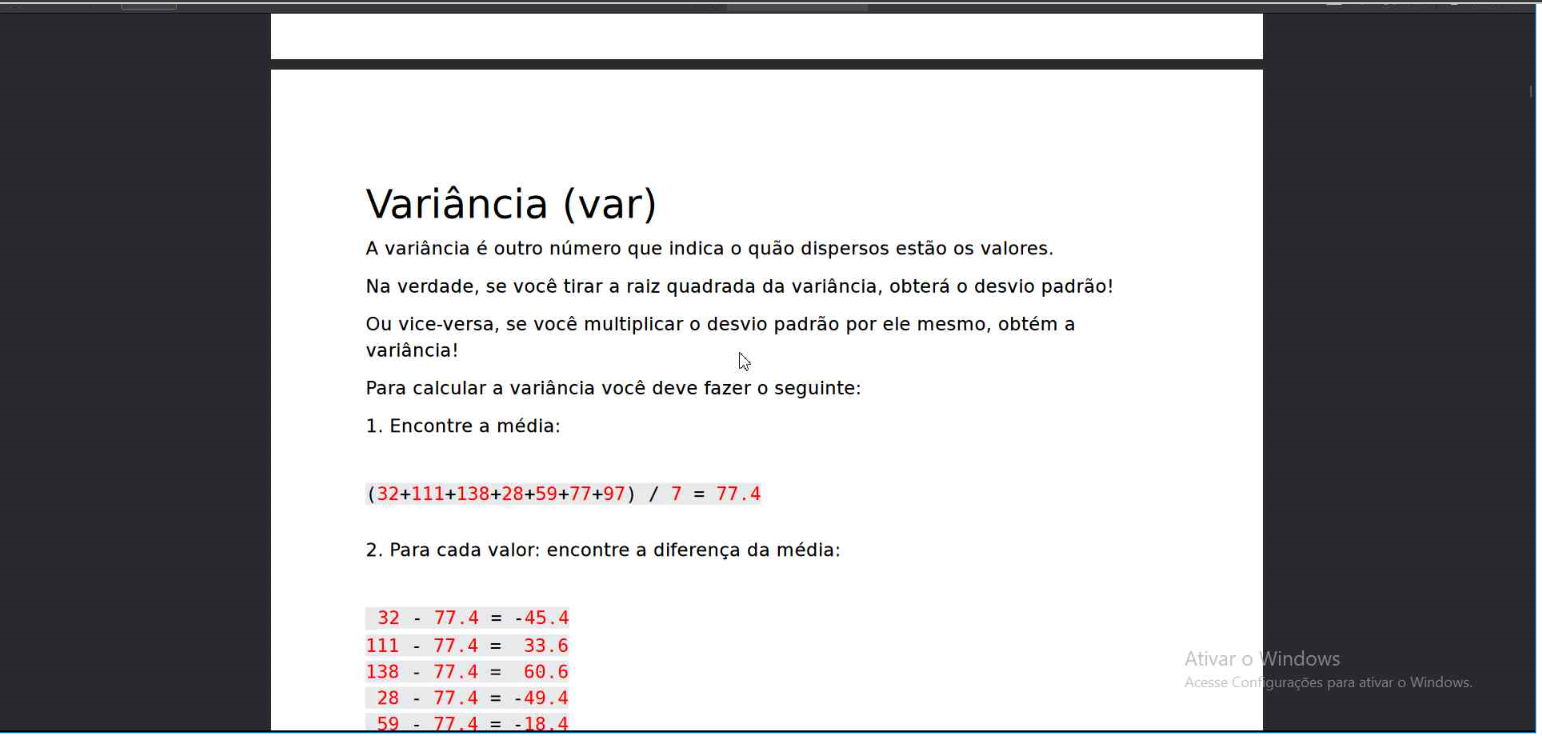 Variância (var)
A variância é outro número que indica o quão dispersos estão os valores.
Na verdade, se você tirar a raiz quadrada da variância, obterá o desvio padrão!
Ou vice-versa, se você multiplicar o desvio padrão por ele mesmo, obtém a
variância!
Para calcular a variância você deve fazer o seguinte:
1. Encontre a média:
(32+111+138+28+59+77+97) / 7 = 77.4
2. Para cada valor: encontre a diferença da média:
32 - 77.4 = -45.4
111 - 77.4 = 33.6
138 - 77.4 = 60.6
28 - 77.4 = -49.4
59 - 77.4 = -18.4
Ativar o Windows
Acesse Configurações para ativar o Windows.